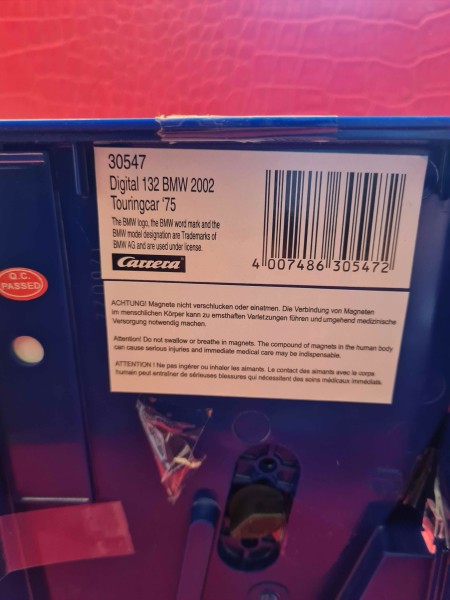 30547
Digital 132 BMW 2002
Touringcar '75
The BMW logo, the BMW word mark and the
BMW model designation are Trademarks of
BMW AG and are used under license.
Carrera
4 007486 305472
Q.C.
PASSED
ACHTUNG! Magnete nicht verschlucken oder einatmen. Die Verbindung von Magneten
im menschlichen Körper kann zu ernsthaften Verletzungen führen und umgehend medizinische
Versorgung notwendig machen.
Attention! Do not swallow or breathe in magnets. The compound of magnets in the human body
can cause serious injuries and immediate medical care may be indispensable.
ATTENTION ! Ne pas ingérer ou inhaler les aimants. Le contact des aimants avec la corps
humain peut entraîner de sérieuses blessures qui nécessitent des soins médicaux immédiats.